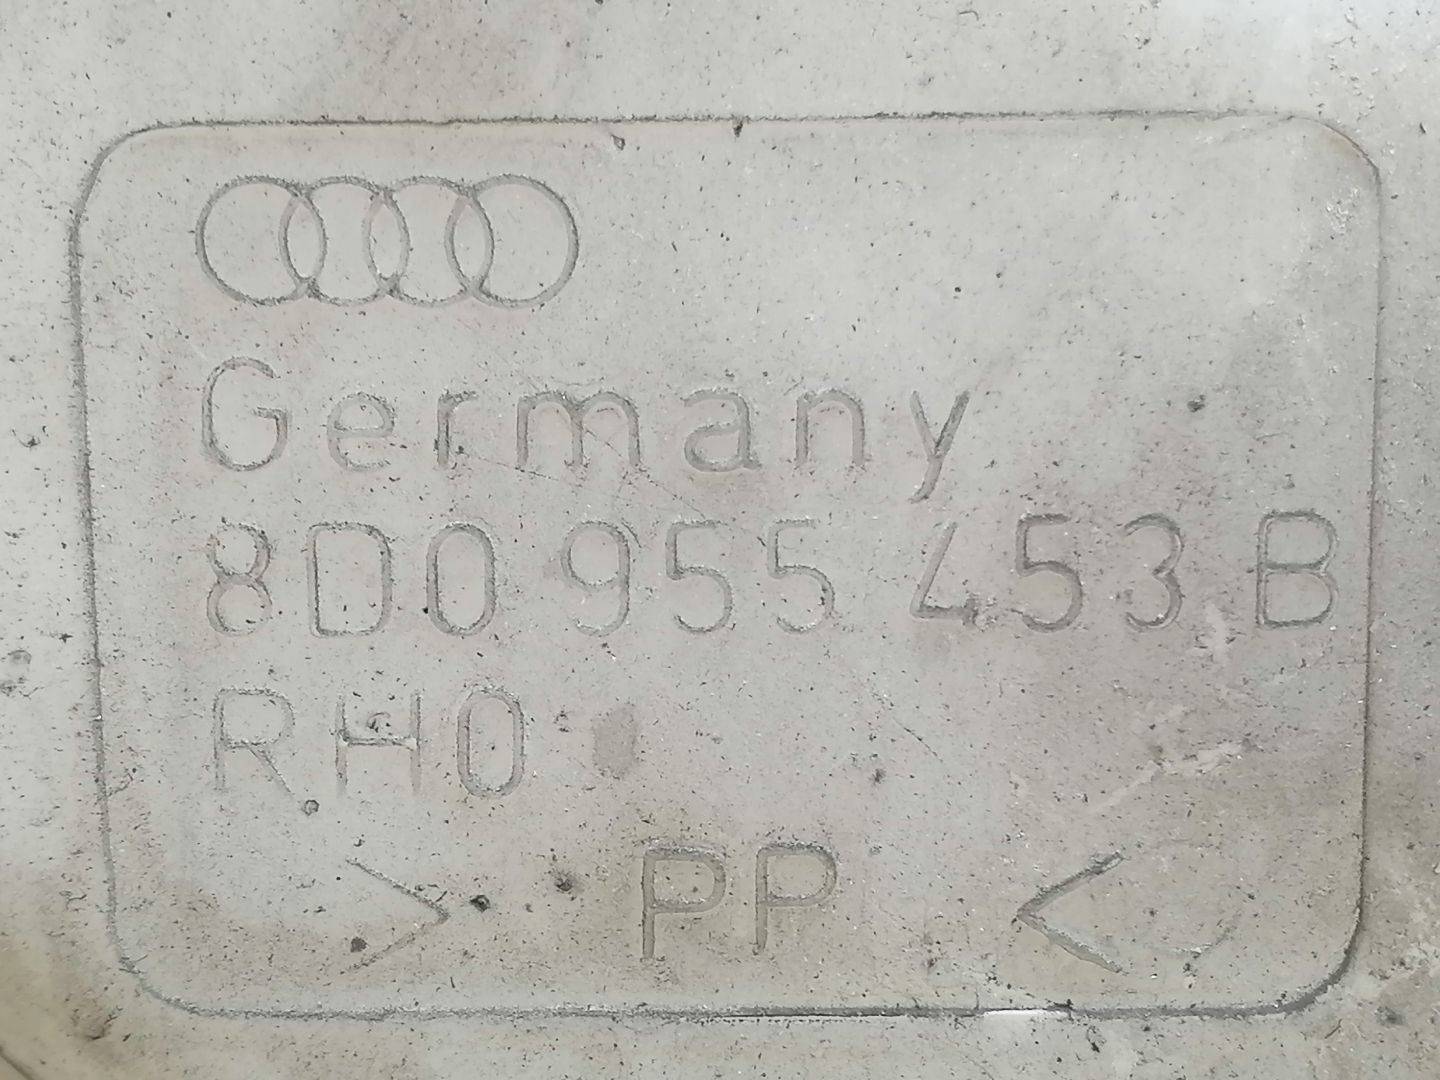 Germany
8D0 955 453 B
RH0
> PP <